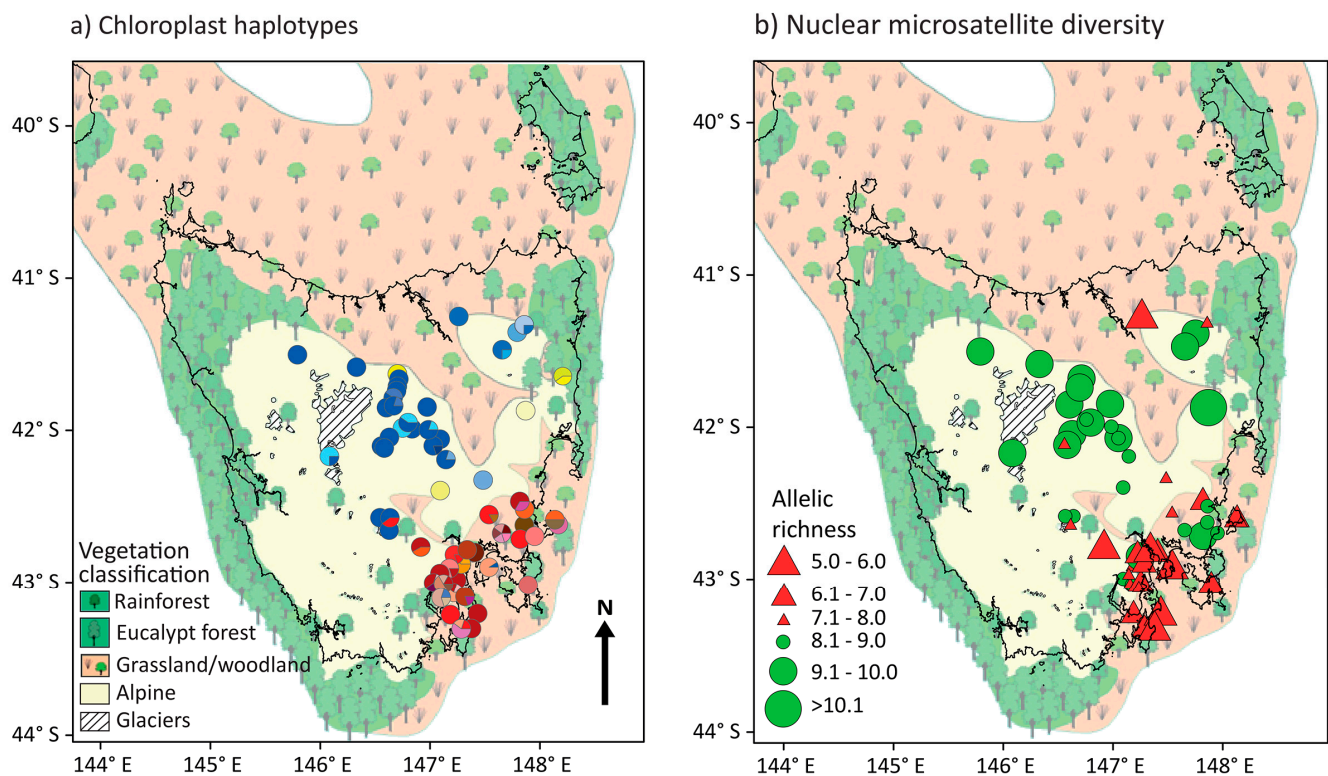 a) Chloroplast haplotypes
b) Nuclear microsatellite diversity
40° S
41° S
42° S
43° S
44° S
144° E
145° E
146° E
147° E
148° E
Vegetation
classification
Rainforest
Eucalypt forest
Grassland/woodland
Alpine
Glaciers
N
40° S
41° S
42° S
43° S
44° S
144° E
145° E
146° E
147° E
148° E
Allelic
richness
5.0 - 6.0
6.1 - 7.0
7.1 - 8.0
8.1 - 9.0
9.1 - 10.0
>10.1